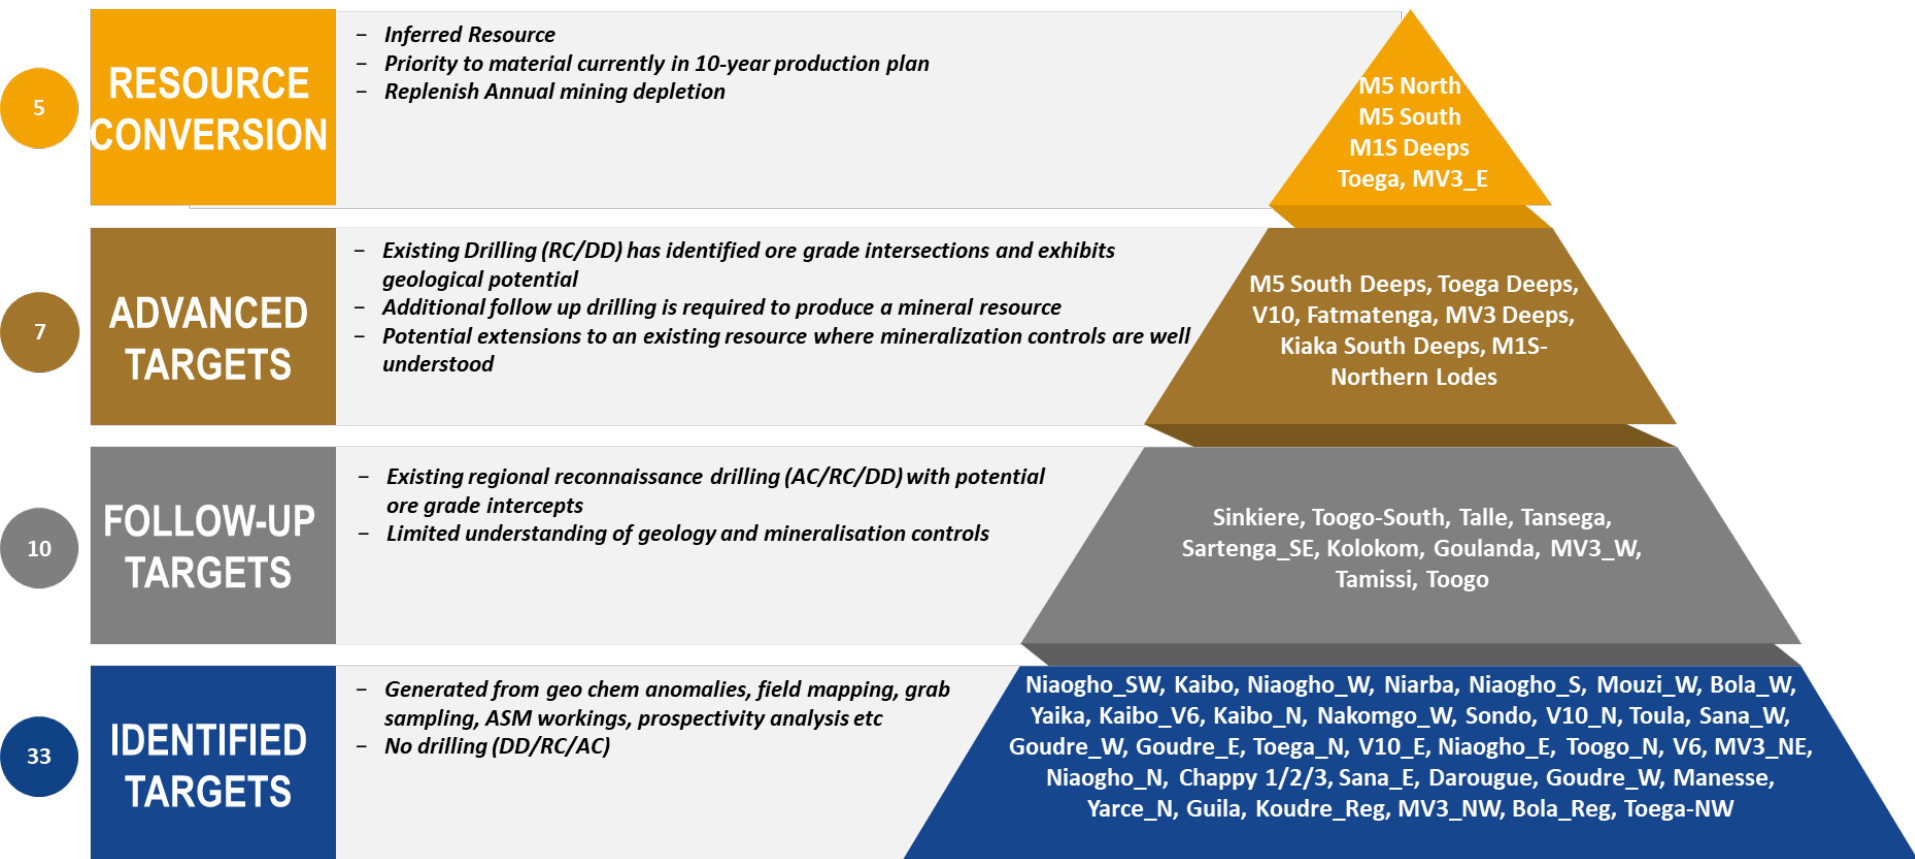 5
RESOURCE
CONVERSION
− Inferred Resource
− Priority to material currently in 10-year production plan
− Replenish Annual mining depletion
M5 North
M5 South
M1S Deeps
Toega, MV3_E
7
ADVANCED
TARGETS
− Existing Drilling (RC/DD) has identified ore grade intersections and exhibits
geological potential
− Additional follow up drilling is required to produce a mineral resource
− Potential extensions to an existing resource where mineralization controls are well
understood
M5 South Deeps, Toega Deeps,
V10, Fatmatenga, MV3 Deeps,
Kiaka South Deeps, M1S-
Northern Lodes
10
FOLLOW-UP
TARGETS
− Existing regional reconnaissance drilling (AC/RC/DD) with potential
ore grade intercepts
− Limited understanding of geology and mineralisation controls
Sinkiere, Toogo-South, Talle, Tansega,
Sartenga_SE, Kolokom, Goulanda, MV3_W,
Tamissi, Toogo
33
IDENTIFIED
TARGETS
− Generated from geo chem anomalies, field mapping, grab
sampling, ASM workings, prospectivity analysis etc
− No drilling (DD/RC/AC)
Niaogho_SW, Kaibo, Niaogho_W, Niarba, Niaogho_S, Mouzi_W, Bola_W,
Yaika, Kaibo_V6, Kaibo_N, Nakomgo_W, Sondo, V10_N, Toula, Sana_W,
Goudre_W, Goudre_E, Toega_N, V10_E, Niaogho_E, Toogo_N, V6, MV3_NE,
Niaogho_N, Chappy 1/2/3, Sana_E, Darougue, Goudre_W, Manesse,
Yarce_N, Guila, Koudre_Reg, MV3_NW, Bola_Reg, Toega-NW